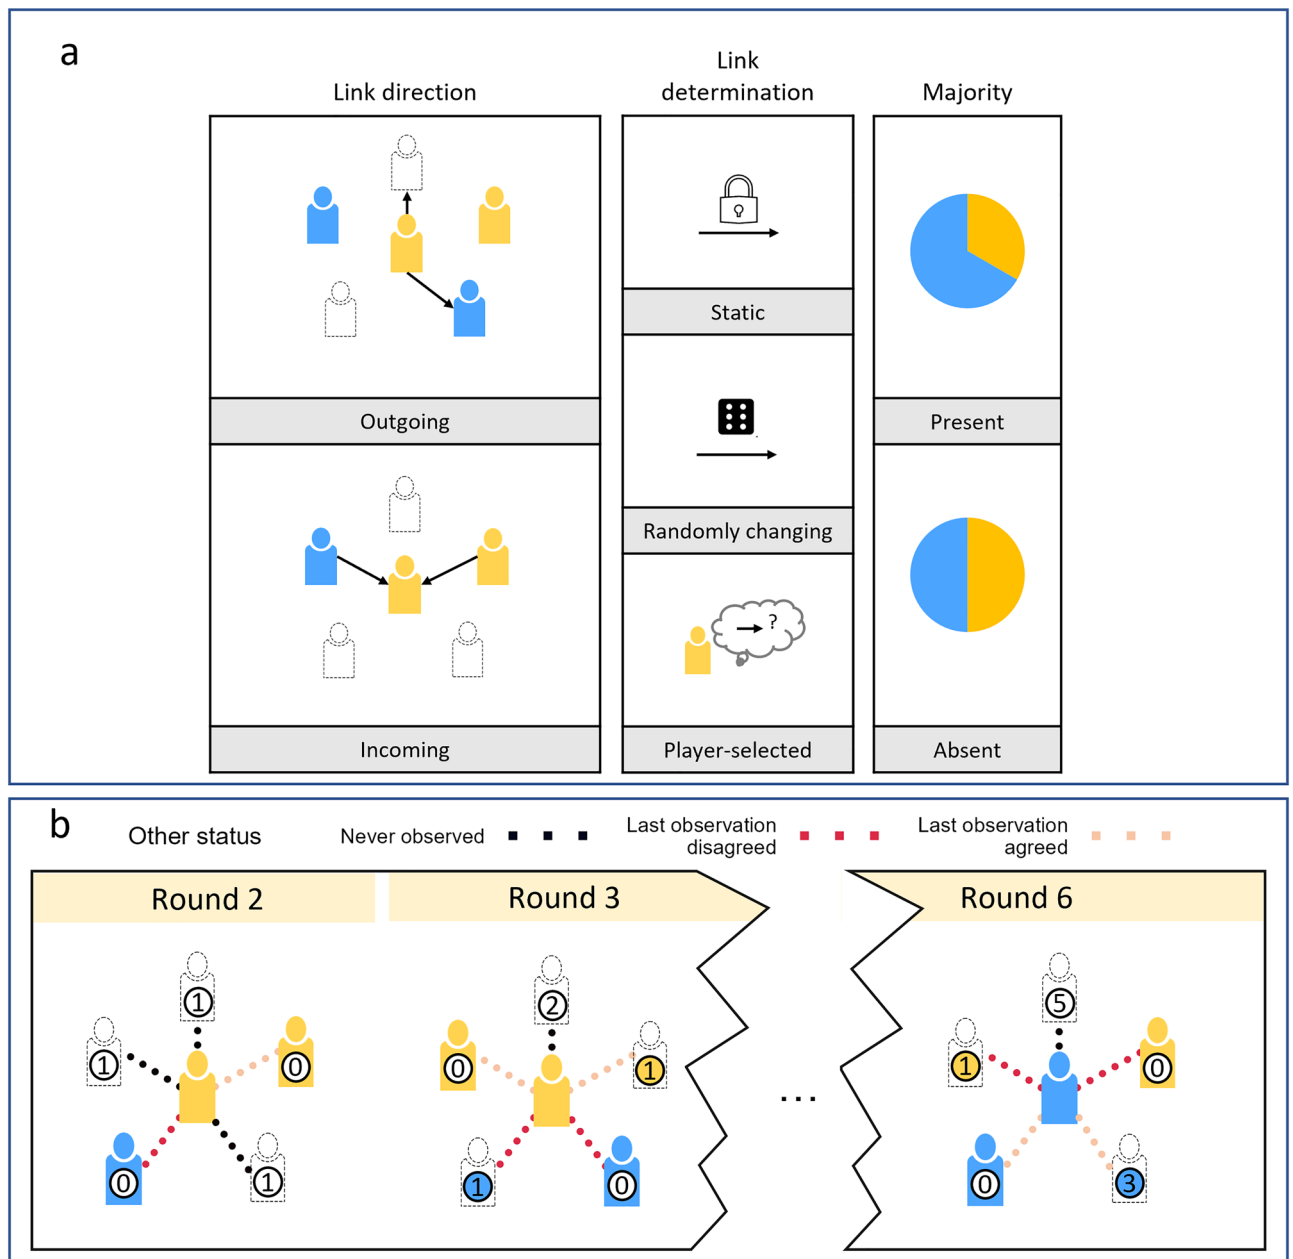 a
Link direction
Link
determination
Majority
Static
Outgoing
Present
Randomly changing
?
Incoming
Player-selected
Absent
b
Other status
Never observed
Last observation
disagreed
Last observation
agreed
Round 2
Round 3
Round 6
1
2
5
1
0
0
1
...
1
0
0
1
1
0
0
3